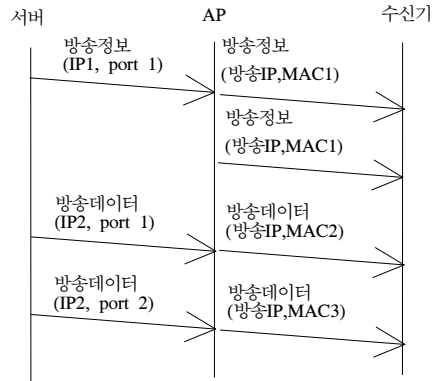 서버
AP
수신기
방송정보
(IP1, port 1)
방송정보
(방송IP,MAC1)
방송정보
(방송IP,MAC1)
방송데이터
(IP2, port 1)
방송데이터
(방송IP,MAC2)
방송데이터
(IP2, port 2)
방송데이터
(방송IP,MAC3)